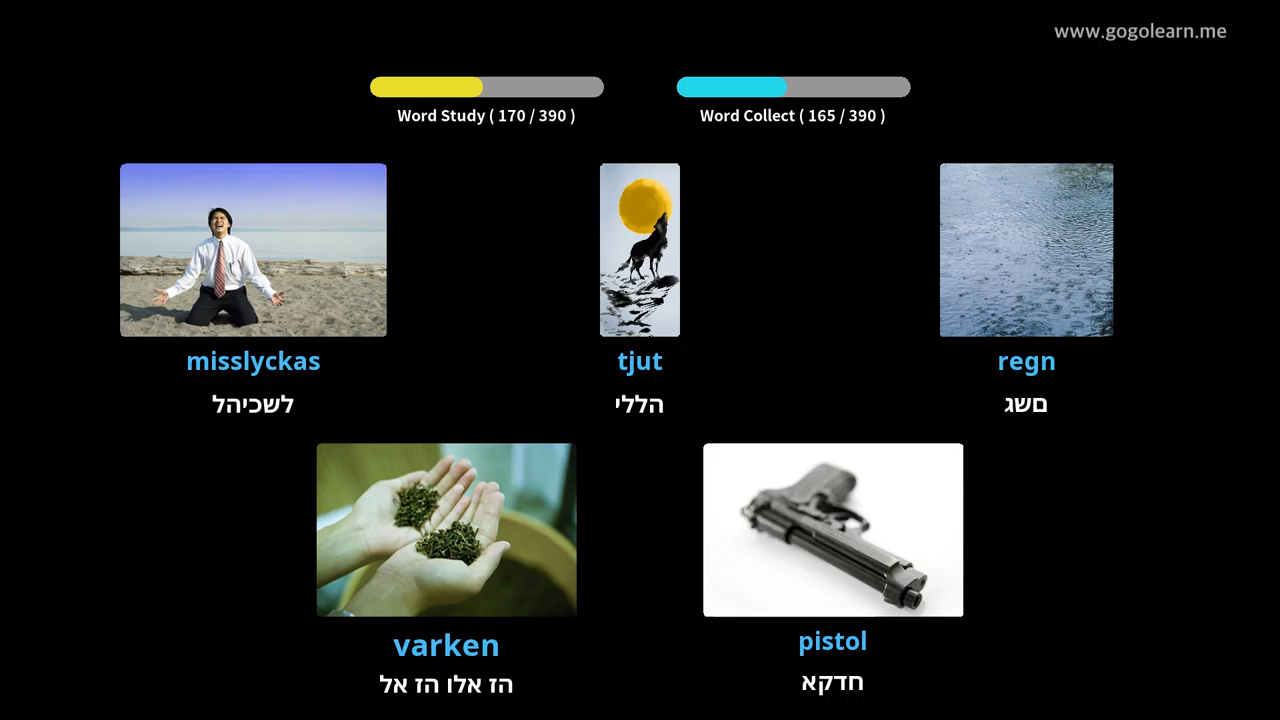 www.gogolearn.me
Word Study ( 170 / 390 )
Word Collect ( 165 / 390 )
misslyckas
לשכיהל
tjut
הללי
regn
םשג
varken
הז אלו הז אל
pistol
חדקא